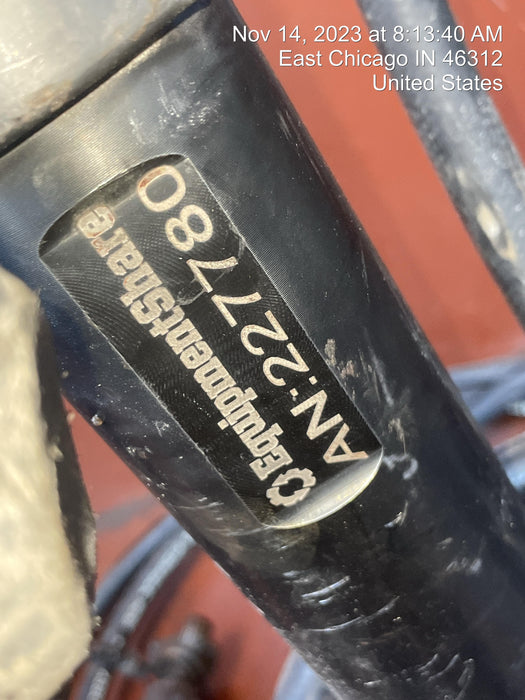 Nov 14, 2023 at 8:13:40 AM
East Chicago IN 46312
United States
EquipmentShare
AN:227780